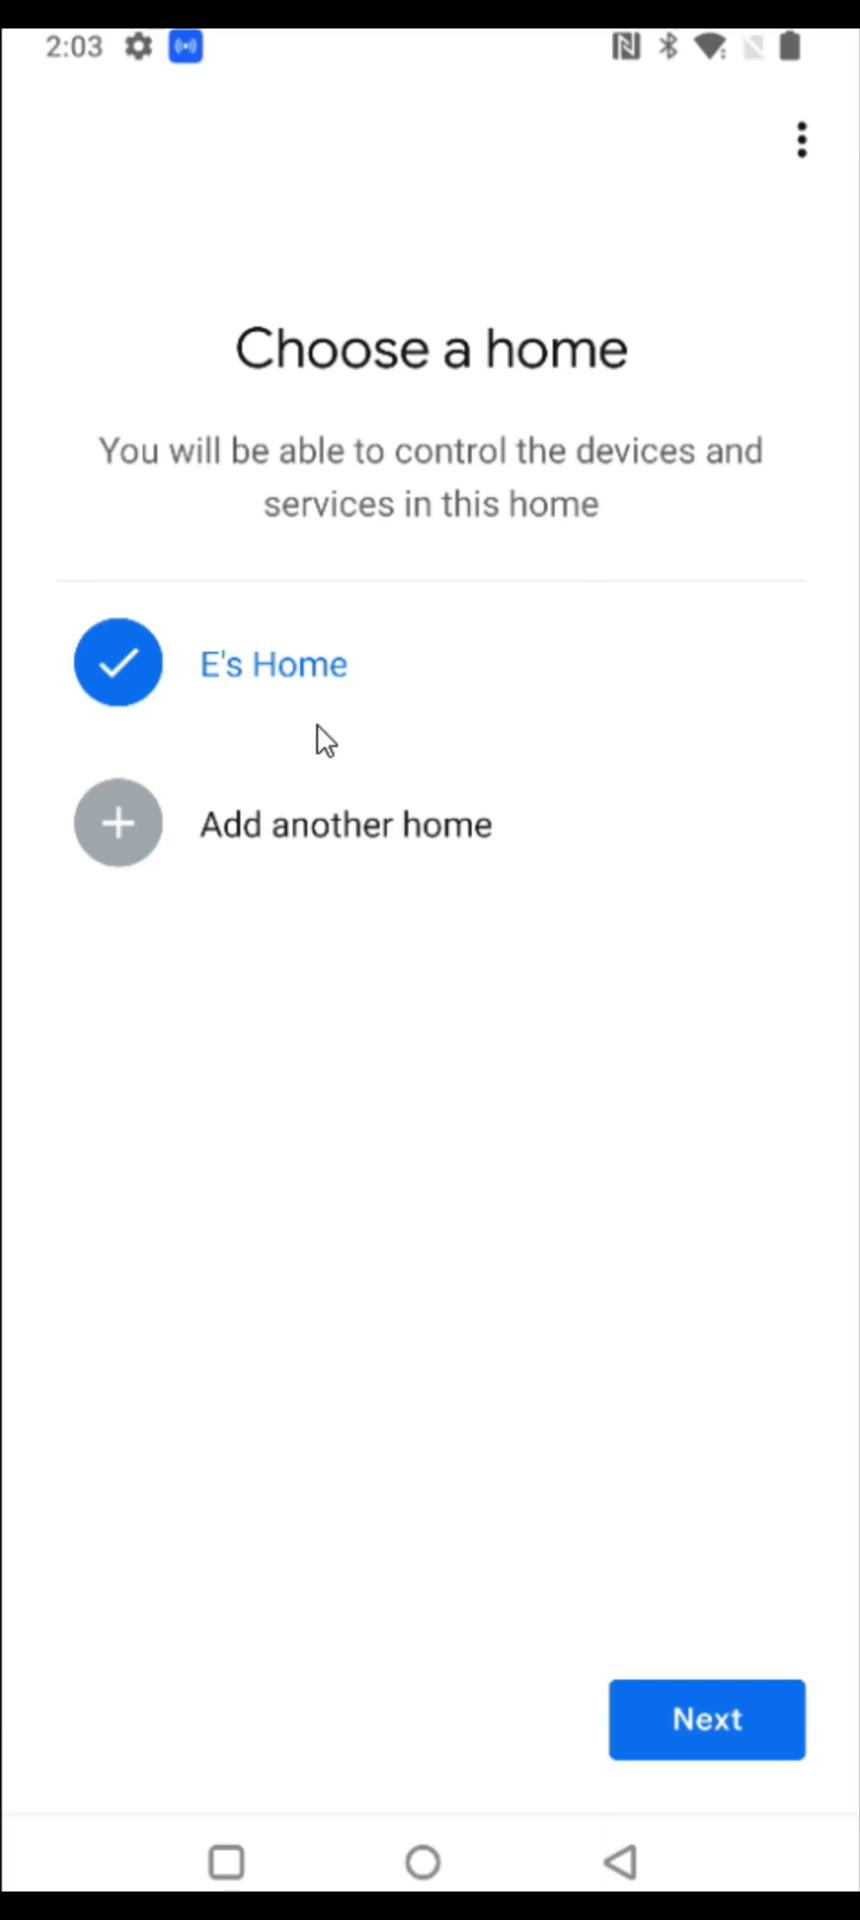 2:03
Choose a home
You will be able to control the devices and
services in this home
E's Home
Add another home
Next